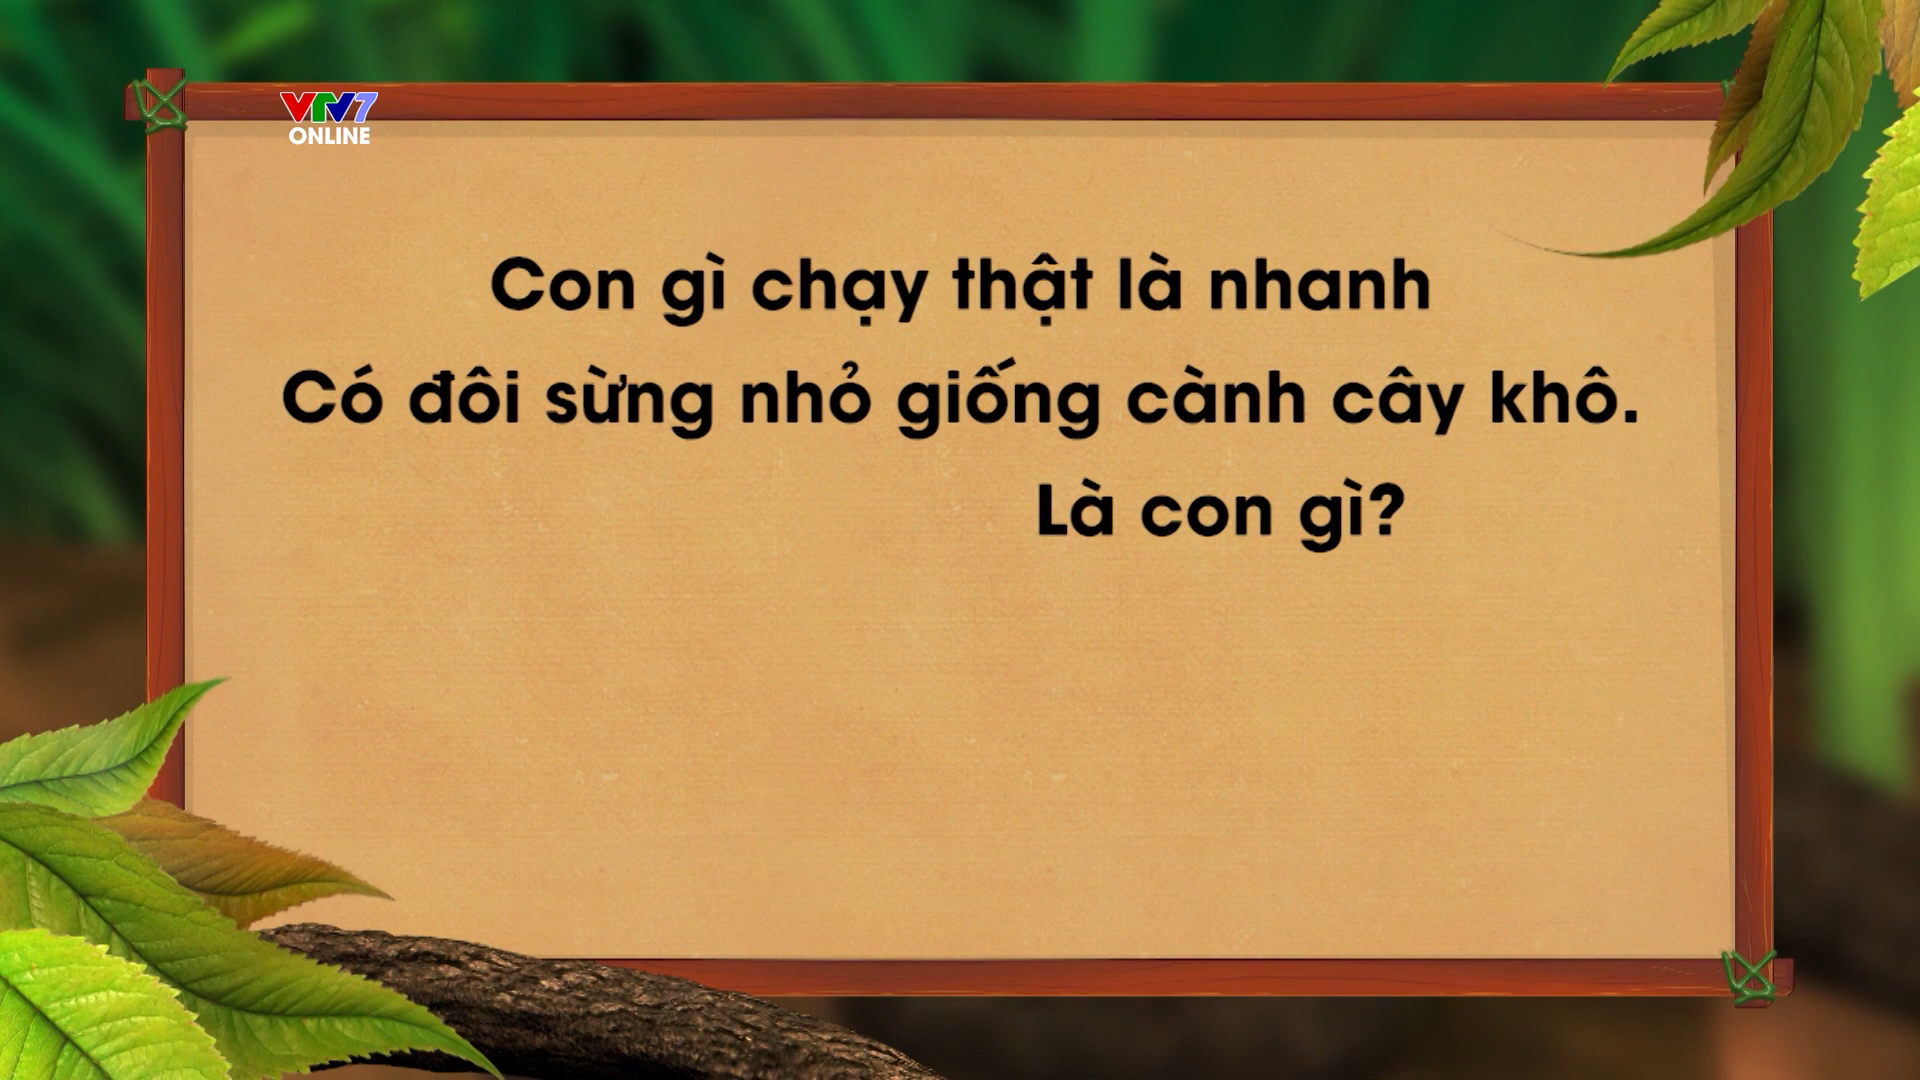 VTV7
ONLINE
Con gì chạy thật là nhanh
Có đôi sừng nhỏ giống cành cây khô.
Là con gì?